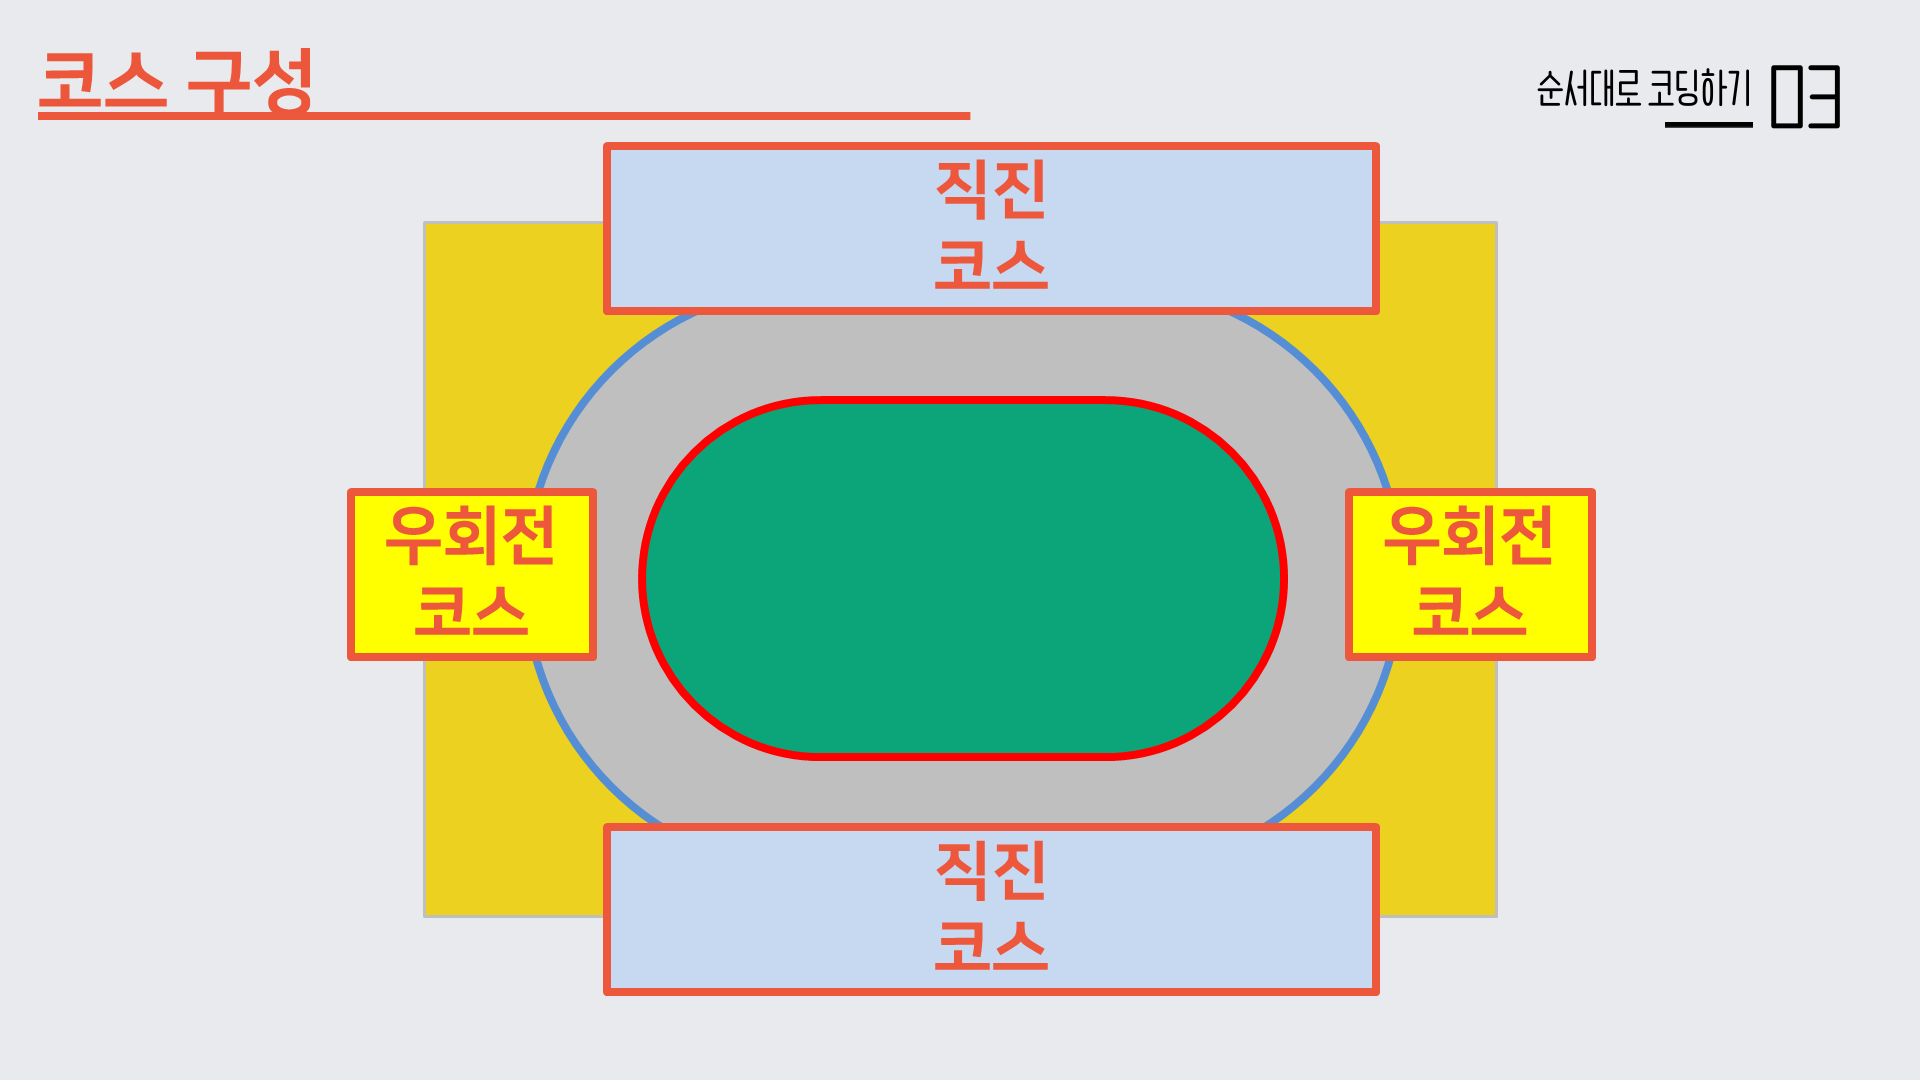 코스 구성
순서대로 코딩하기 03
직진
코스
우회전
코스
우회전
코스
직진
코스